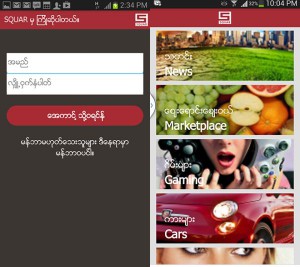 2:34 PM
SQUAR မှ ကြိုဆိုပါတယ်။
အမည်
လျှို့ဝှက်နံပါတ်
အကောင့် သို့ဝင်ရန်
မန်ဘာမဟုတ်သေးသူများ ဒီနေရာမှ
မန်ဘာဝင်ပါ။
32% 10:04 PM
သတင်း
News
ဈေးရောင်းဈေးဝယ်
Marketplace
ဂိမ်းများ
Gaming
ကားများ
Cars